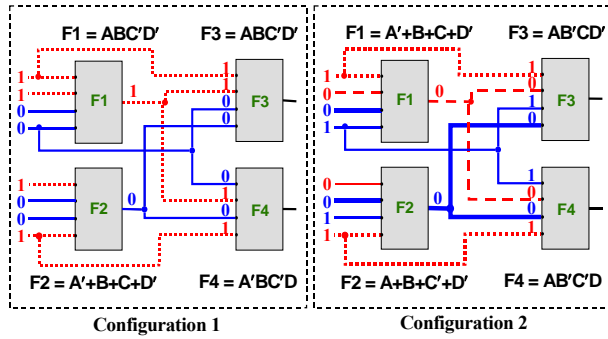 F1 = ABC'D' F3 = ABC'D'
1 1
1 F1 1 1 F3
0 0
0 0
1 0
0 F2 0 1 F4
0 0
1 1
F2 = A'+B+C+D' F4 = A'BC'D
Configuration 1
F1 = A'+B+C+D' F3 = AB'CD'
1 1
0 F1 0 0 F3
0 1
1 0
0 1
0 F2 0 0 F4
1 0
1 1
F2 = A+B+C'+D' F4 = AB'C'D
Configuration 2